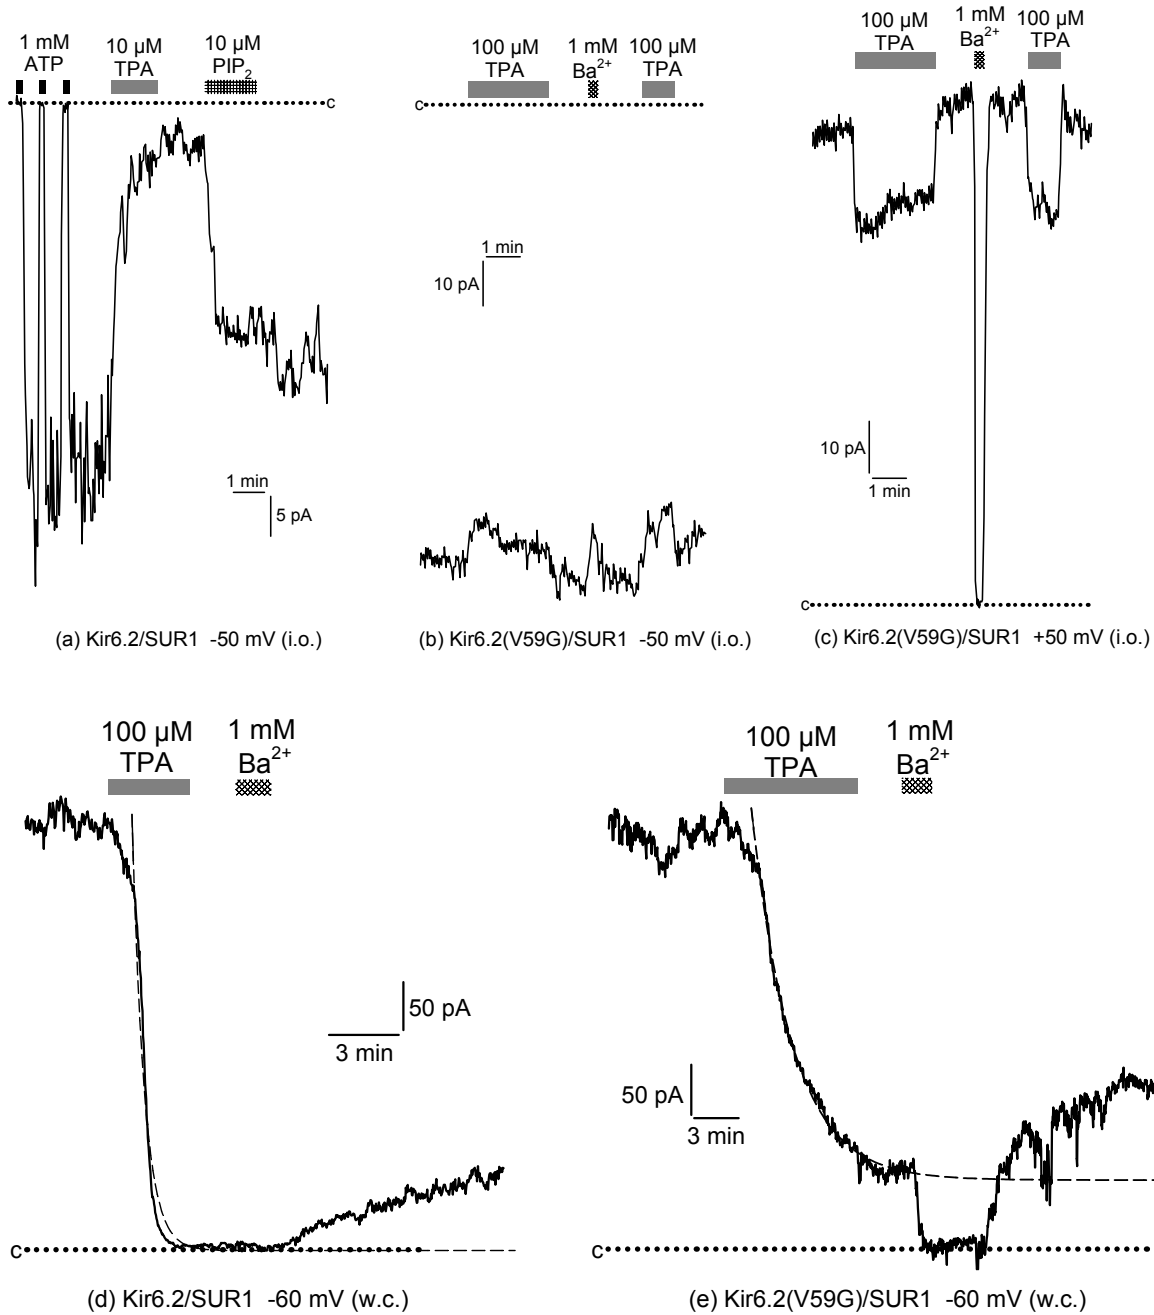 1 mM
ATP
10 µM
TPA
10 µM
PIP2
c
1 min
5 pA
(a) Kir6.2/SUR1 -50 mV (i.o.)
100 µM
TPA
1 mM
Ba2+
100 µM
TPA
c
1 min
10 pA
(b) Kir6.2(V59G)/SUR1 -50 mV (i.o.)
100 µM
TPA
1 mM
Ba2+
100 µM
TPA
10 pA
1 min
c
(c) Kir6.2(V59G)/SUR1 +50 mV (i.o.)
100 µM
TPA
1 mM
Ba2+
50 pA
3 min
c
(d) Kir6.2/SUR1 -60 mV (w.c.)
100 µM
TPA
1 mM
Ba2+
50 pA
3 min
c
(e) Kir6.2(V59G)/SUR1 -60 mV (w.c.)